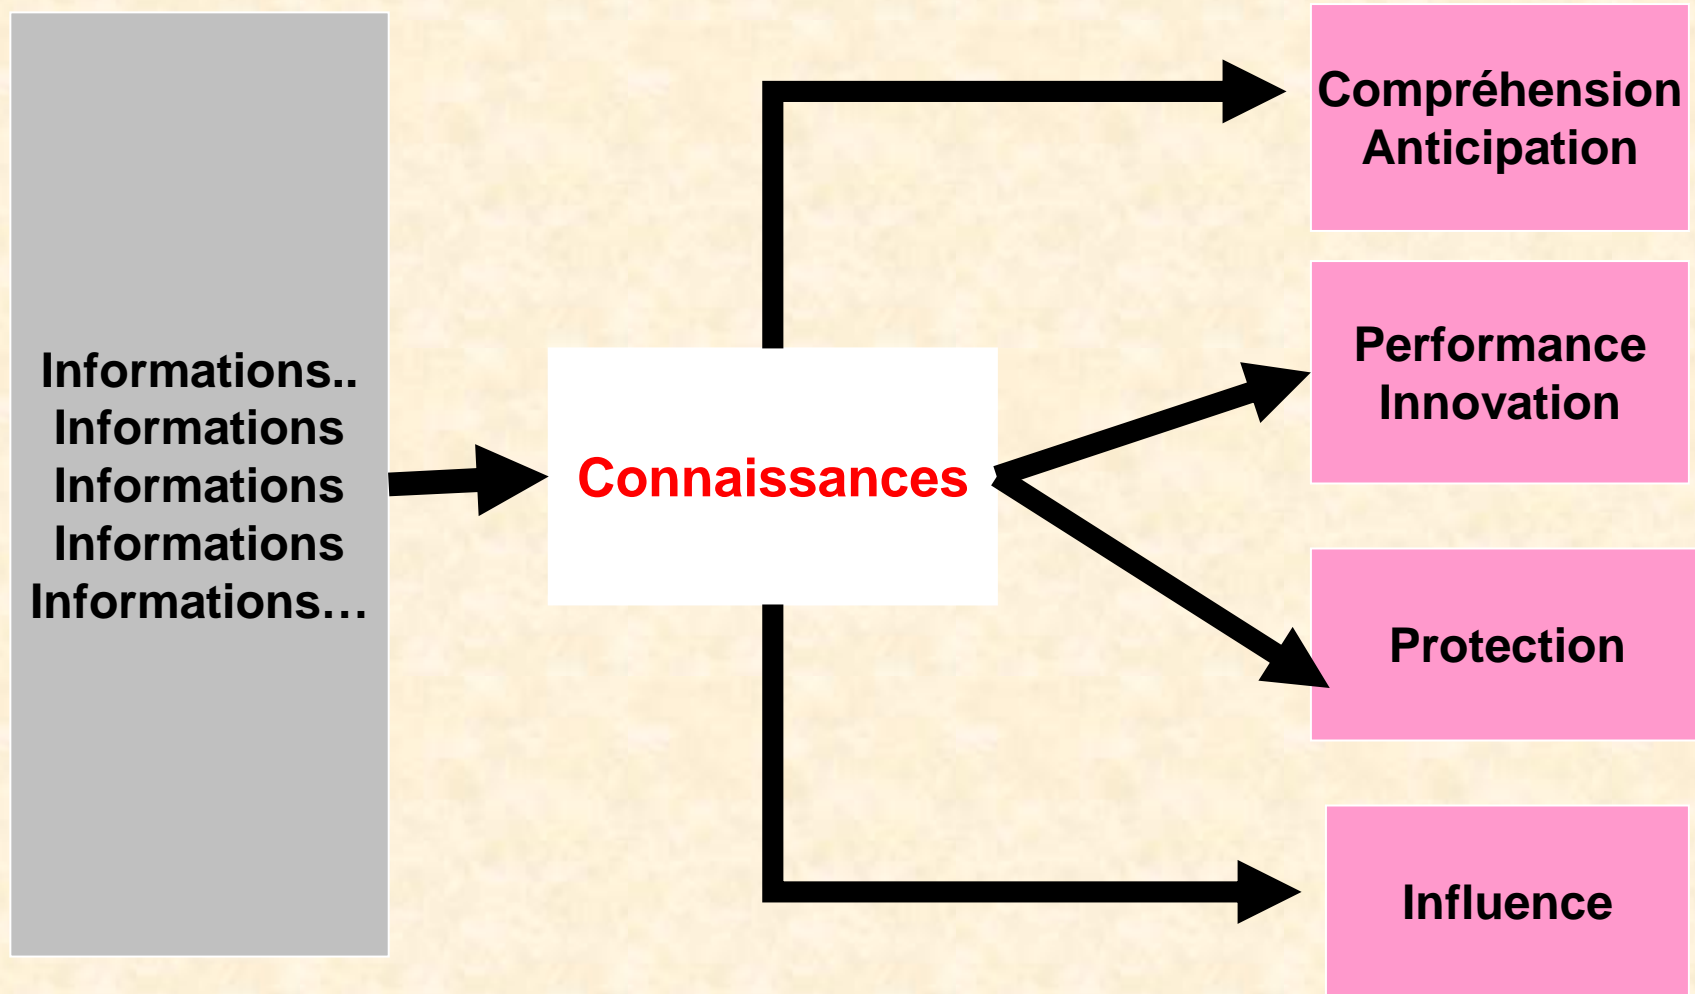 Informations..
Informations
Informations
Informations
Informations…
Connaissances
Compréhension
Anticipation
Performance
Innovation
Protection
Influence